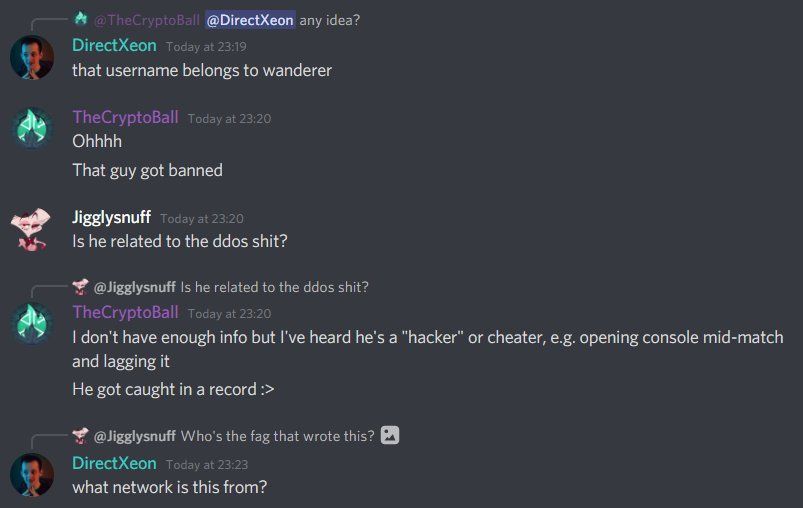 @TheCryptoBall @DirectXeon any idea?
DirectXeon Today at 23:19
that username belongs to wanderer
TheCryptoBall Today at 23:20
Ohhhh
That guy got banned
Jigglysnuff Today at 23:20
Is he related to the ddos shit?
@Jigglysnuff Is he related to the ddos shit?
TheCryptoBall Today at 23:20
I don't have enough info but I've heard he's a "hacker" or cheater, e.g. opening console mid-match
and lagging it
He got caught in a record :>
@Jigglysnuff Who's the fag that wrote this?
DirectXeon Today at 23:23
what network is this from?